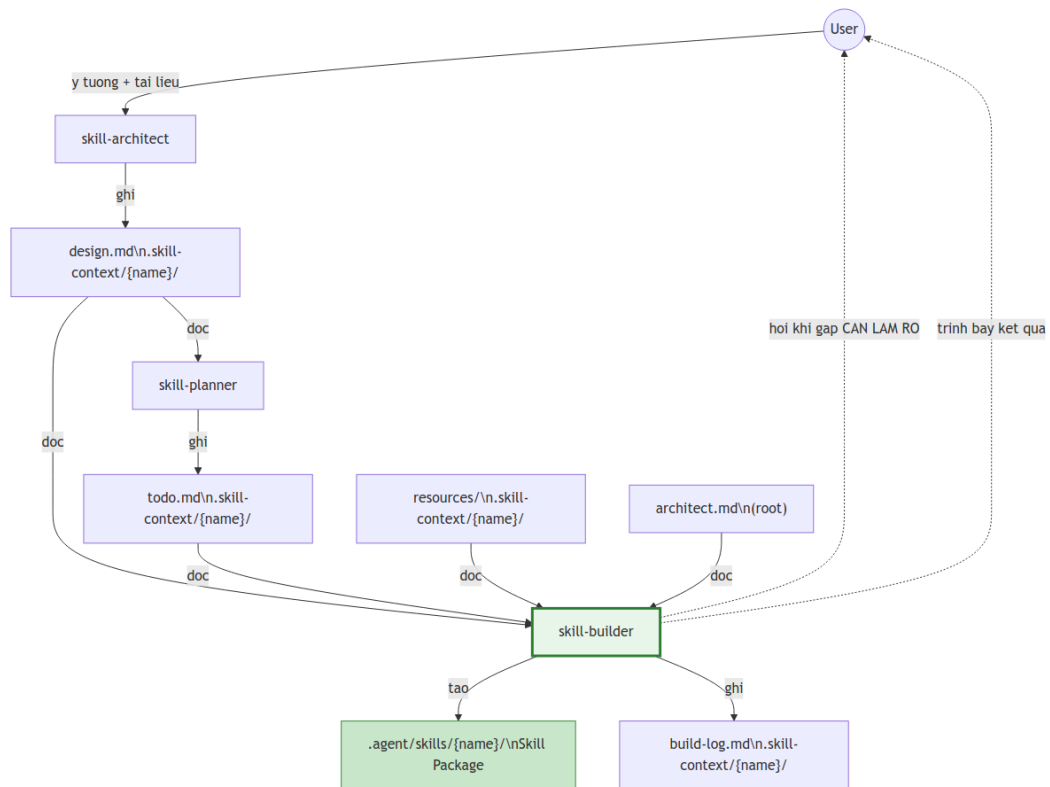 User
y tuong + tai lieu
skill-architect
ghi
design.md\n.skill-
context/{name}/
doc
hoi khi gap CAN LAM RO
trinh bay ket qua
skill-planner
doc
ghi
todo.md\n.skill-
context/{name}/
resources/\n.skill-
context/{name}/
architect.md\n(root)
doc
doc
doc
skill-builder
tao
ghi
.agent/skills/{name}/\nSkill
Package
build-log.md\n.skill-
context/{name}/